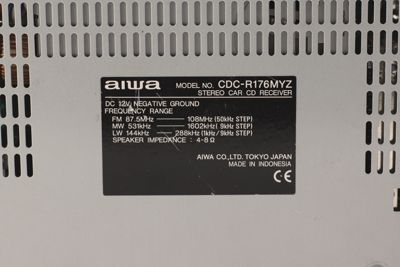 aiwa MODEL NO. CDC-R176MYZ
STEREO CAR CD RECEIVER
DC 12V NEGATIVE GROUND
FREQUENCY RANGE
FM 87.5MHz 108MHz (50kHz STEP)
MW 531kHz 1602kHz (9kHz STEP)
LW 144kHz 288kHz (1kHz/9kHz STEP)
SPEAKER IMPEDANCE : 4-8 Ω
AIWA CO.,LTD. TOKYO JAPAN
MADE IN INDONESIA
CE